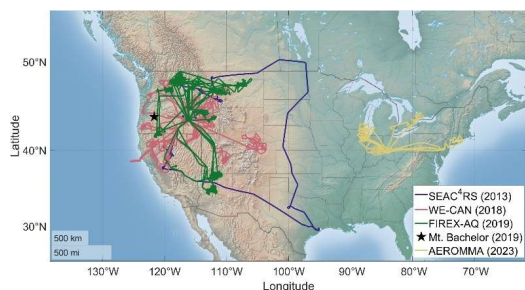 50°N
40°N
30°N
Latitude
SEAC⁴RS (2013)
WE-CAN (2018)
FIREX-AQ (2019)
Mt. Bachelor (2019)
AEROMMA (2023)
500 km
500 mi
130°W 120°W 110°W 100°W 90°W 80°W 70°W
Longitude